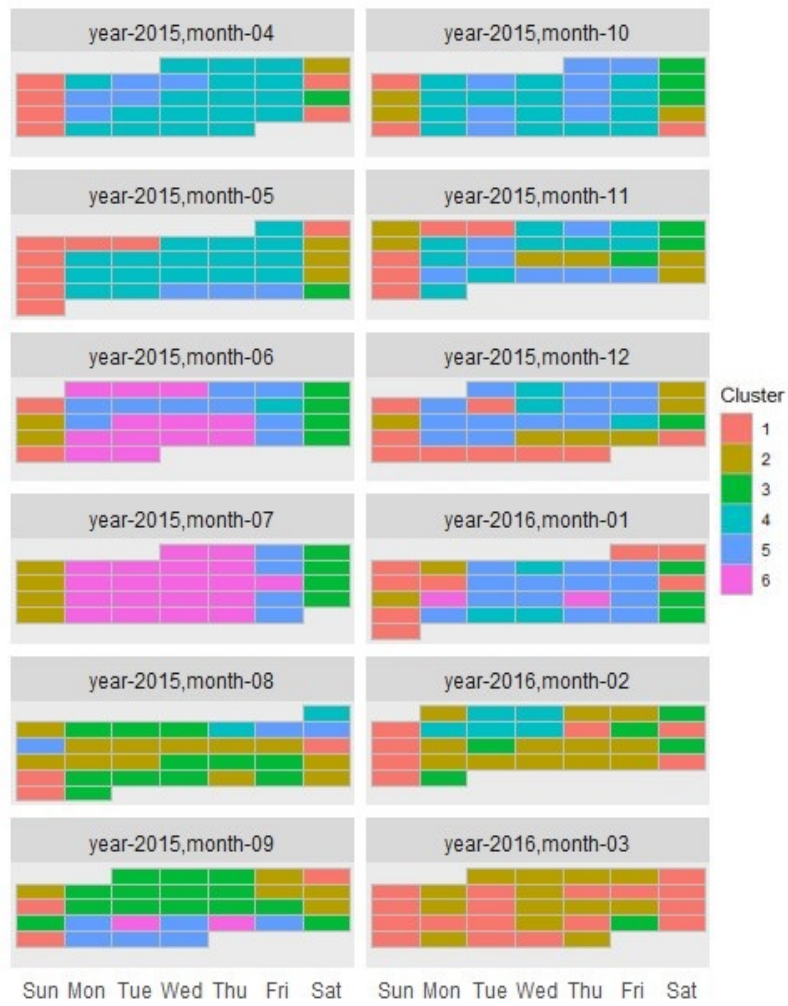 year-2015,month-04
year-2015,month-10
year-2015,month-05
year-2015,month-11
year-2015,month-06
year-2015,month-12
year-2015,month-07
year-2016,month-01
year-2015,month-08
year-2016,month-02
year-2015,month-09
year-2016,month-03
Cluster
1
2
3
4
5
6
Sun Mon Tue Wed Thu Fri Sat
Sun Mon Tue Wed Thu Fri Sat